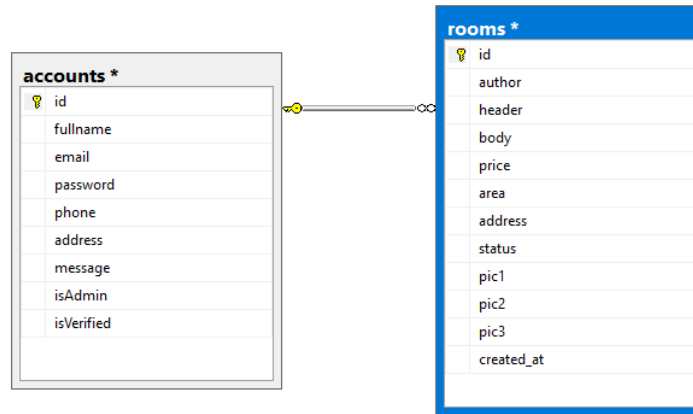 accounts *
id
fullname
email
password
phone
address
message
isAdmin
isVerified
rooms *
id
author
header
body
price
area
address
status
pic1
pic2
pic3
created_at